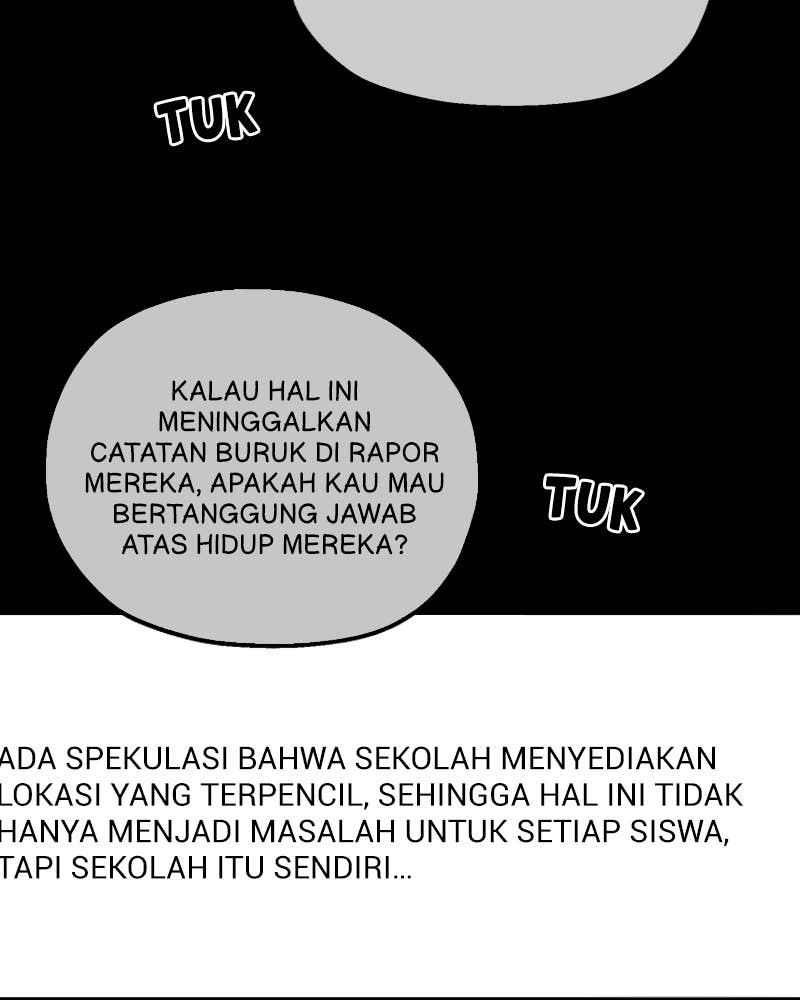 TUK
KALAU HAL INI
MENINGGALKAN
CATATAN BURUK DI RAPOR
MEREKA, APAKAH KAU MAU
BERTANGGUNG JAWAB
ATAS HIDUP MEREKA?
TUK
ADA SPEKULASI BAHWA SEKOLAH MENYEDIAKAN
LOKASI YANG TERPENCIL, SEHINGGA HAL INI TIDAK
HANYA MENJADI MASALAH UNTUK SETIAP SISWA,
TAPI SEKOLAH ITU SENDIRI...